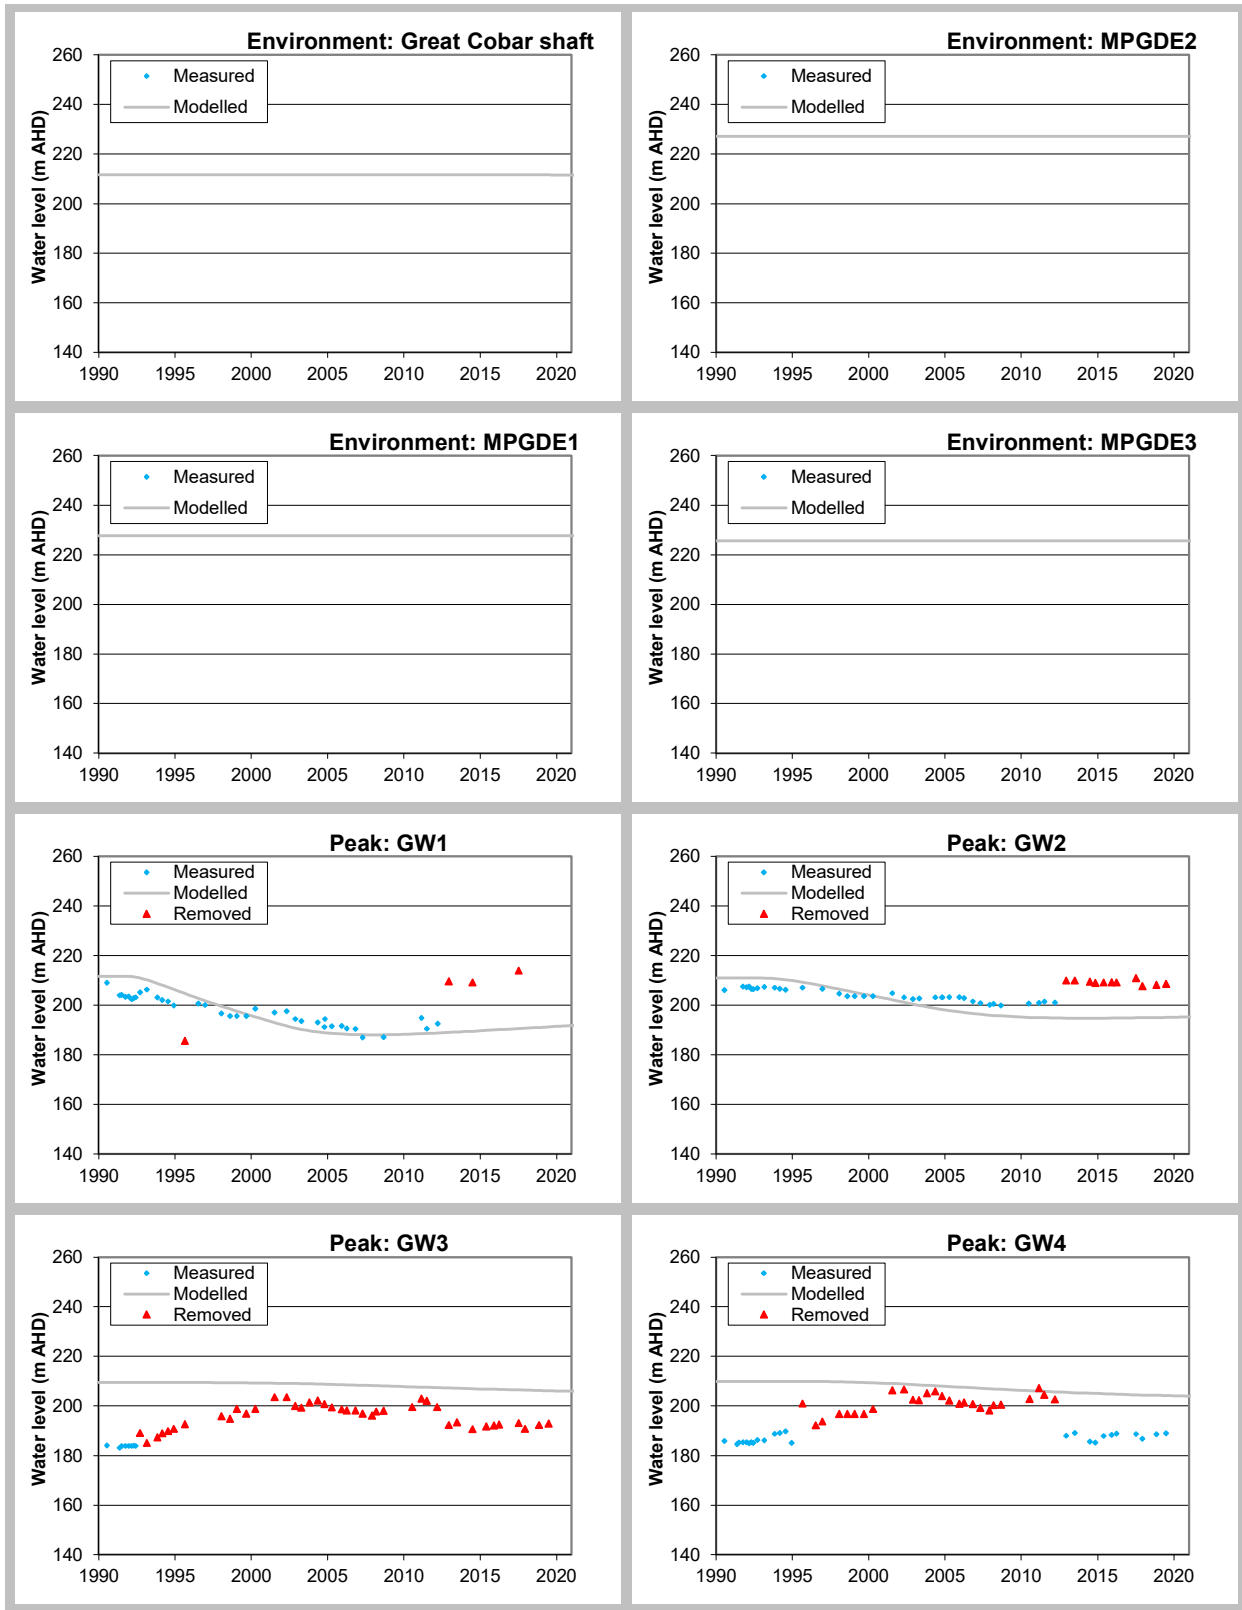 Environment: Great Cobar shaft
Water level (m AHD)
260
240
220
200
180
160
140
Measured
Modelled
1990 1995 2000 2005 2010 2015 2020
Environment: MPGDE2
Water level (m AHD)
260
240
220
200
180
160
140
Measured
Modelled
1990 1995 2000 2005 2010 2015 2020
Environment: MPGDE1
Water level (m AHD)
260
240
220
200
180
160
140
Measured
Modelled
1990 1995 2000 2005 2010 2015 2020
Environment: MPGDE3
Water level (m AHD)
260
240
220
200
180
160
140
Measured
Modelled
1990 1995 2000 2005 2010 2015 2020
Peak: GW1
Water level (m AHD)
260
240
220
200
180
160
140
Measured
Modelled
Removed
1990 1995 2000 2005 2010 2015 2020
Peak: GW2
Water level (m AHD)
260
240
220
200
180
160
140
Measured
Modelled
Removed
1990 1995 2000 2005 2010 2015 2020
Peak: GW3
Water level (m AHD)
260
240
220
200
180
160
140
Measured
Modelled
Removed
1990 1995 2000 2005 2010 2015 2020
Peak: GW4
Water level (m AHD)
260
240
220
200
180
160
140
Measured
Modelled
Removed
1990 1995 2000 2005 2010 2015 2020